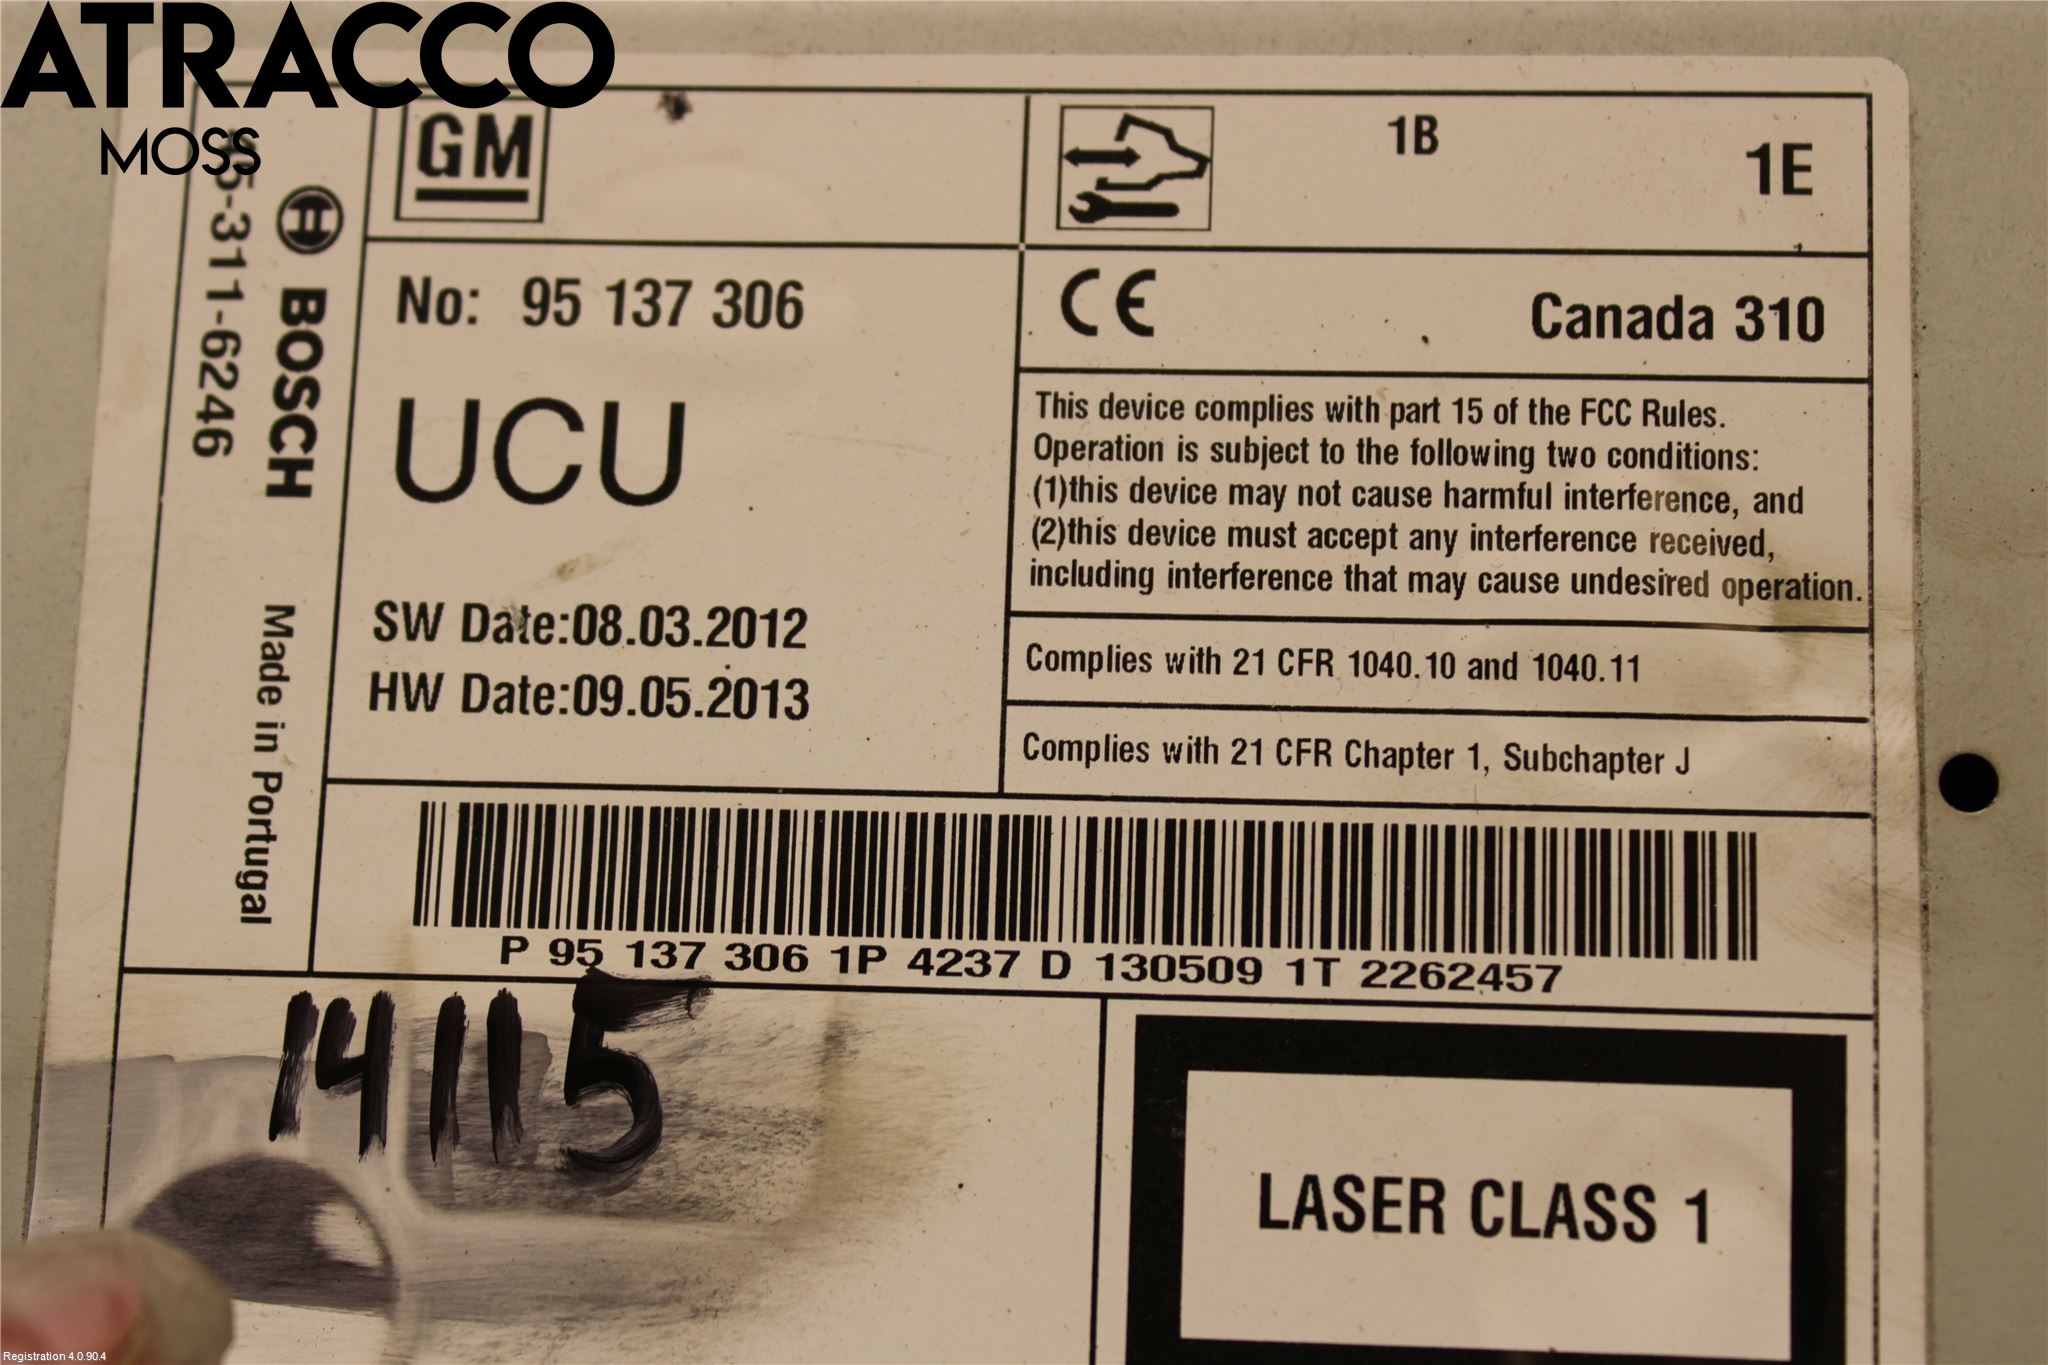 ATRACCO
MOSS
GM
1B
1E
No: 95 137 306
UCU
SW Date:08.03.2012
HW Date:09.05.2013
CE
Canada 310
This device complies with part 15 of the FCC Rules.
Operation is subject to the following two conditions:
(1)this device may not cause harmful interference, and
(2)this device must accept any interference received,
including interference that may cause undesired operation.
Complies with 21 CFR 1040.10 and 1040.11
Complies with 21 CFR Chapter 1, Subchapter J
BOSCH Made in Portugal
5-311-6246
P 95 137 306 1P 4237 D 130509 1T 2262457
14115
LASER CLASS 1
Registration 4.0.90.4